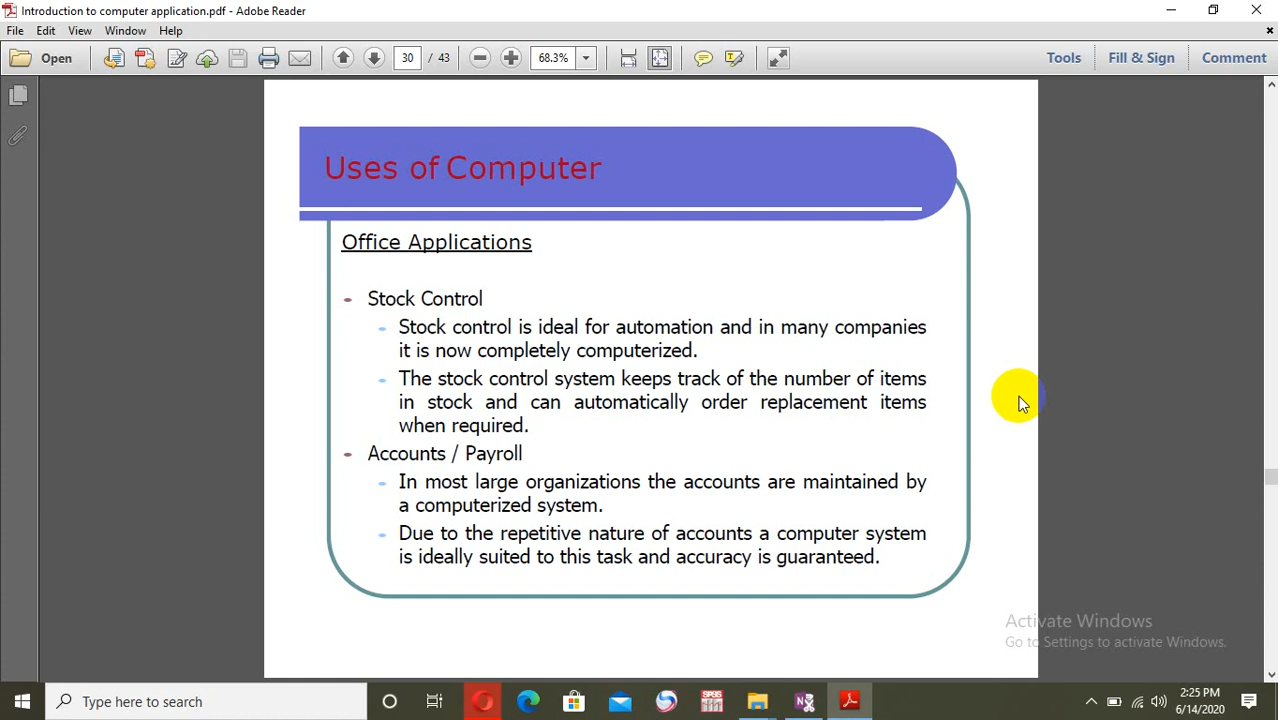 Introduction to computer application.pdf - Adobe Reader
File Edit View Window Help
Open 30 / 43 68.3% Tools Fill & Sign Comment
Uses of Computer
Office Applications
Stock Control
Stock control is ideal for automation and in many companies
it is now completely computerized.
The stock control system keeps track of the number of items
in stock and can automatically order replacement items
when required.
Accounts / Payroll
In most large organizations the accounts are maintained by
a computerized system.
Due to the repetitive nature of accounts a computer system
is ideally suited to this task and accuracy is guaranteed.
Activate Windows
Go to Settings to activate Windows.
Type here to search
SPSS
2:25 PM
6/14/2020